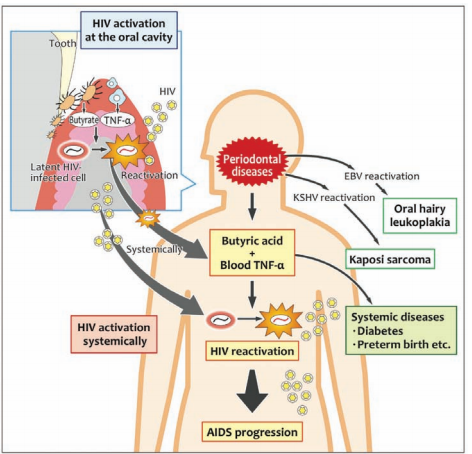 HIV activation
at the oral cavity
Tooth
HIV
Butyrate
TNF-α
Latent HIV-
infected cell
Reactivation
Systemically
HIV activation
systemically
Periodontal
diseases
EBV reactivation
KSHV reactivation
Oral hairy
leukoplakia
Kaposi sarcoma
Butyric acid
+
Blood TNF-α
Systemic diseases
·Diabetes
·Preterm birth etc.
HIV reactivation
AIDS progression